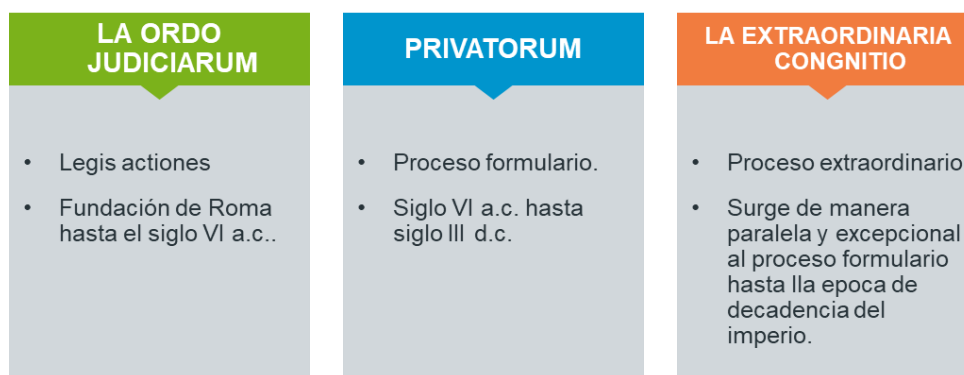 LA ORDO
JUDICIARUM
• Legis actiones
• Fundación de Roma
hasta el siglo VI a.c..
PRIVATORUM
• Proceso formulario.
• Siglo VI a.c. hasta
siglo III d.c.
LA EXTRAORDINARIA
CONGNITIO
• Proceso extraordinario
• Surge de manera
paralela y excepcional
al proceso formulario
hasta lla epoca de
decadencia del
imperio.